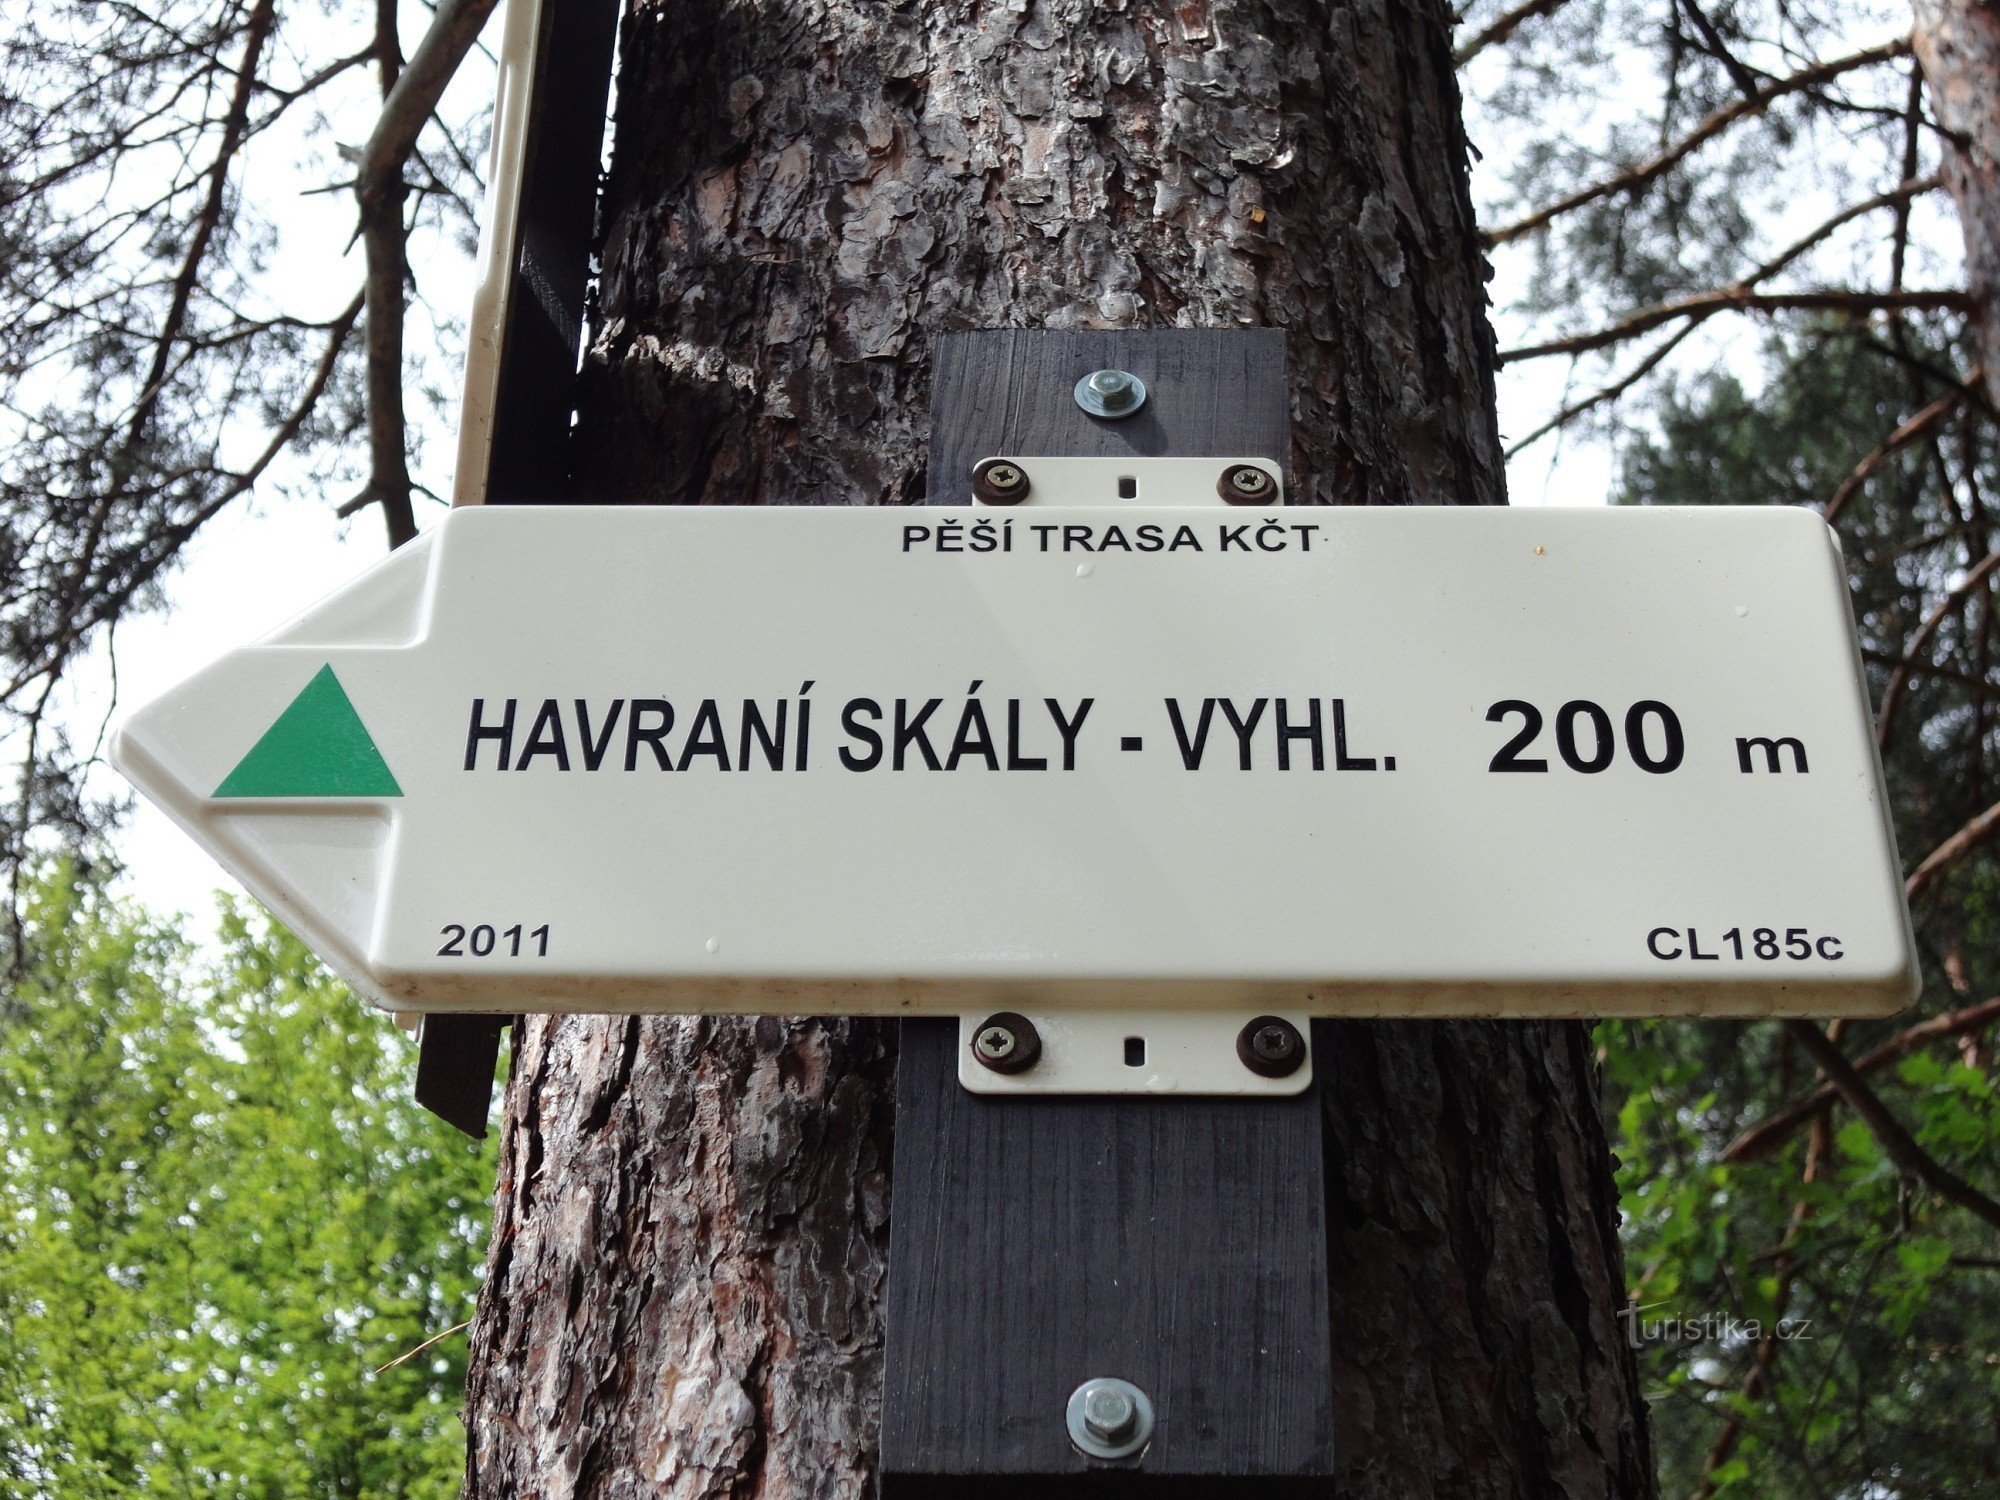 PĚŠÍ TRASA KČT
HAVRANÍ SKÁLY - VYHL. 200 m
2011 CL185c
Turistika.cz